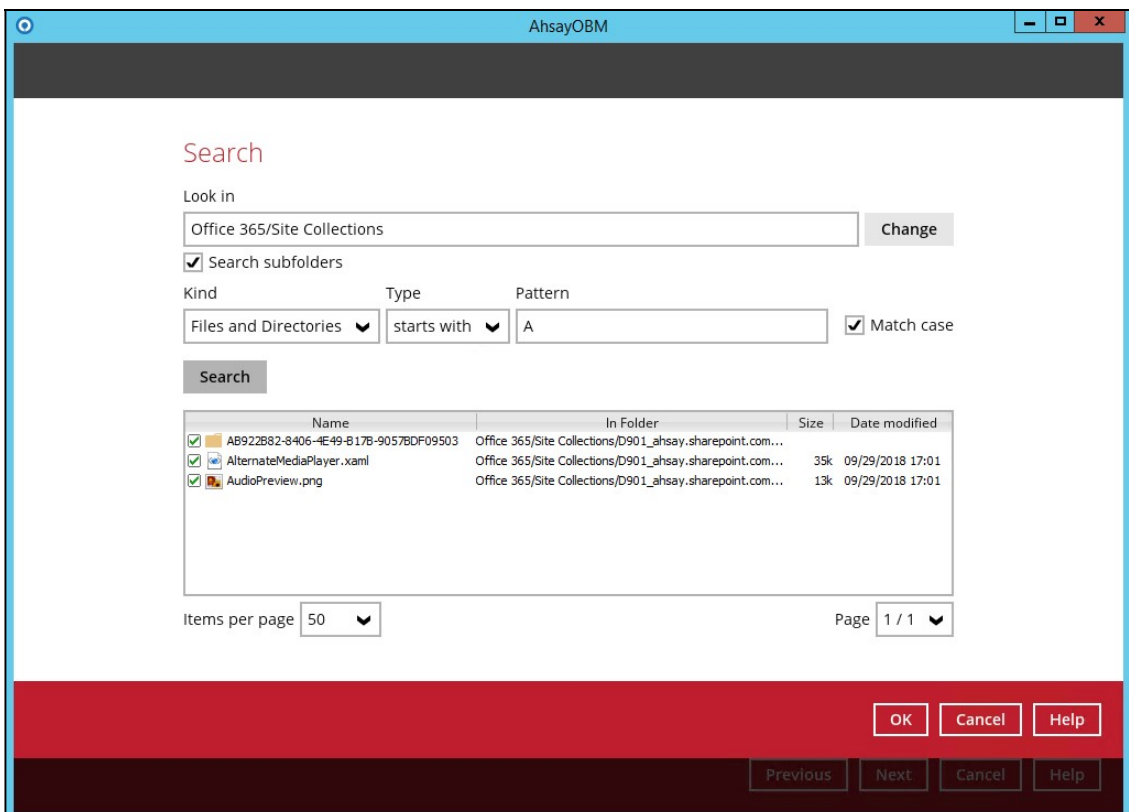 AhsayOBM
Search
Look in
Office 365/Site Collections
Change
Search subfolders
Kind Type Pattern
Files and Directories starts with A Match case
Search
Name In Folder Size Date modified
AB922B82-8406-4E49-B17B-9057BDF09503 Office 365/Site Collections/D901_ahsay.sharepoint.com...
AlternateMediaPlayer.xaml Office 365/Site Collections/D901_ahsay.sharepoint.com... 35k 09/29/2018 17:01
AudioPreview.png Office 365/Site Collections/D901_ahsay.sharepoint.com... 13k 09/29/2018 17:01
Items per page 50 Page 1 / 1
OK Cancel Help
Previous Next Cancel Help